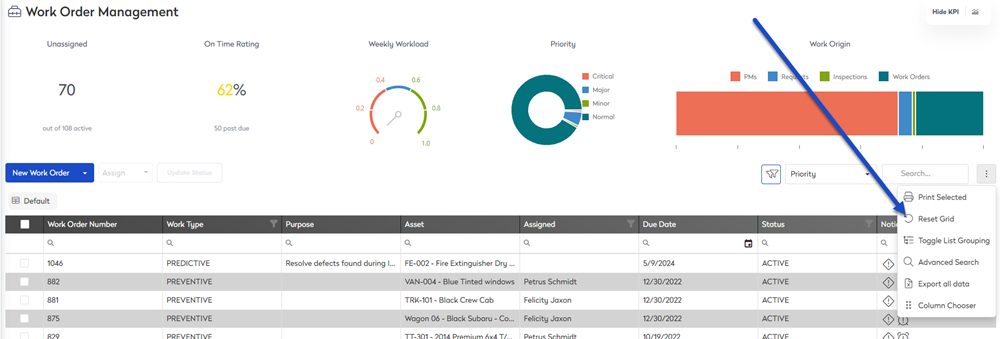 Work Order Management
Hide KPI
Unassigned
70
out of 108 active
On Time Rating
62%
50 past due
Weekly Workload
0 0.2 0.4 0.6 0.8 1.0
Priority
Critical
Major
Minor
Normal
Work Origin
PMs Inspections Work Orders
New Work Order Assign Update Status Priority Search...
Default
Print Selected
Reset Grid
Toggle List Grouping
Advanced Search
Export all data
Column Chooser
Work Order Number Work Type Purpose Asset Assigned Due Date Status
1046 PREDICTIVE Resolve defects found during I... FE-002 - Fire Extinguisher Dry ... 5/9/2024 ACTIVE
882 PREVENTIVE VAN-004 - Blue Tinted windows Petrus Schmidt 12/30/2022 ACTIVE
881 PREVENTIVE TRK-101 - Black Crew Cab Felicity Jaxon 12/30/2022 ACTIVE
875 PREVENTIVE Wagon 06 - Black Subaru - Co... Felicity Jaxon 12/30/2022 ACTIVE
829 PREVENTIVE TT-301 - 2014 Premium 6x4 T/... Petrus Schmidt 10/19/2022 ACTIVE